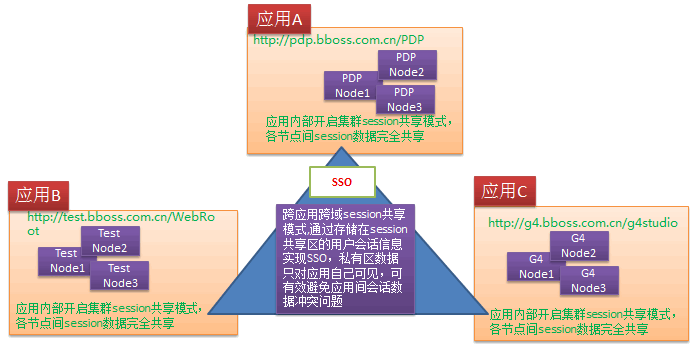 应用A
http://pdp.bboss.com.cn/PDP
PDP
Node2
PDP
Node1
PDP
Node3
应用内部开启集群session共享模式，
各节点间session数据完全共享
SSO
跨应用跨域session共享
模式,通过存储在session
共享区的用户会话信息
实现SSO，私有区数据
只对应用自己可见，可
有效避免应用间会话数
据冲突问题
应用B
http://test.bboss.com.cn/WebRo
ot
Test
Node2
Test
Node1
Test
Node3
应用内部开启集群session共享模式，
各节点间session数据完全共享
应用C
http://g4.bboss.com.cn/g4studio
G4
Node2
G4
Node1
G4
Node3
应用内部开启集群session共享模式，
各节点间session数据完全共享